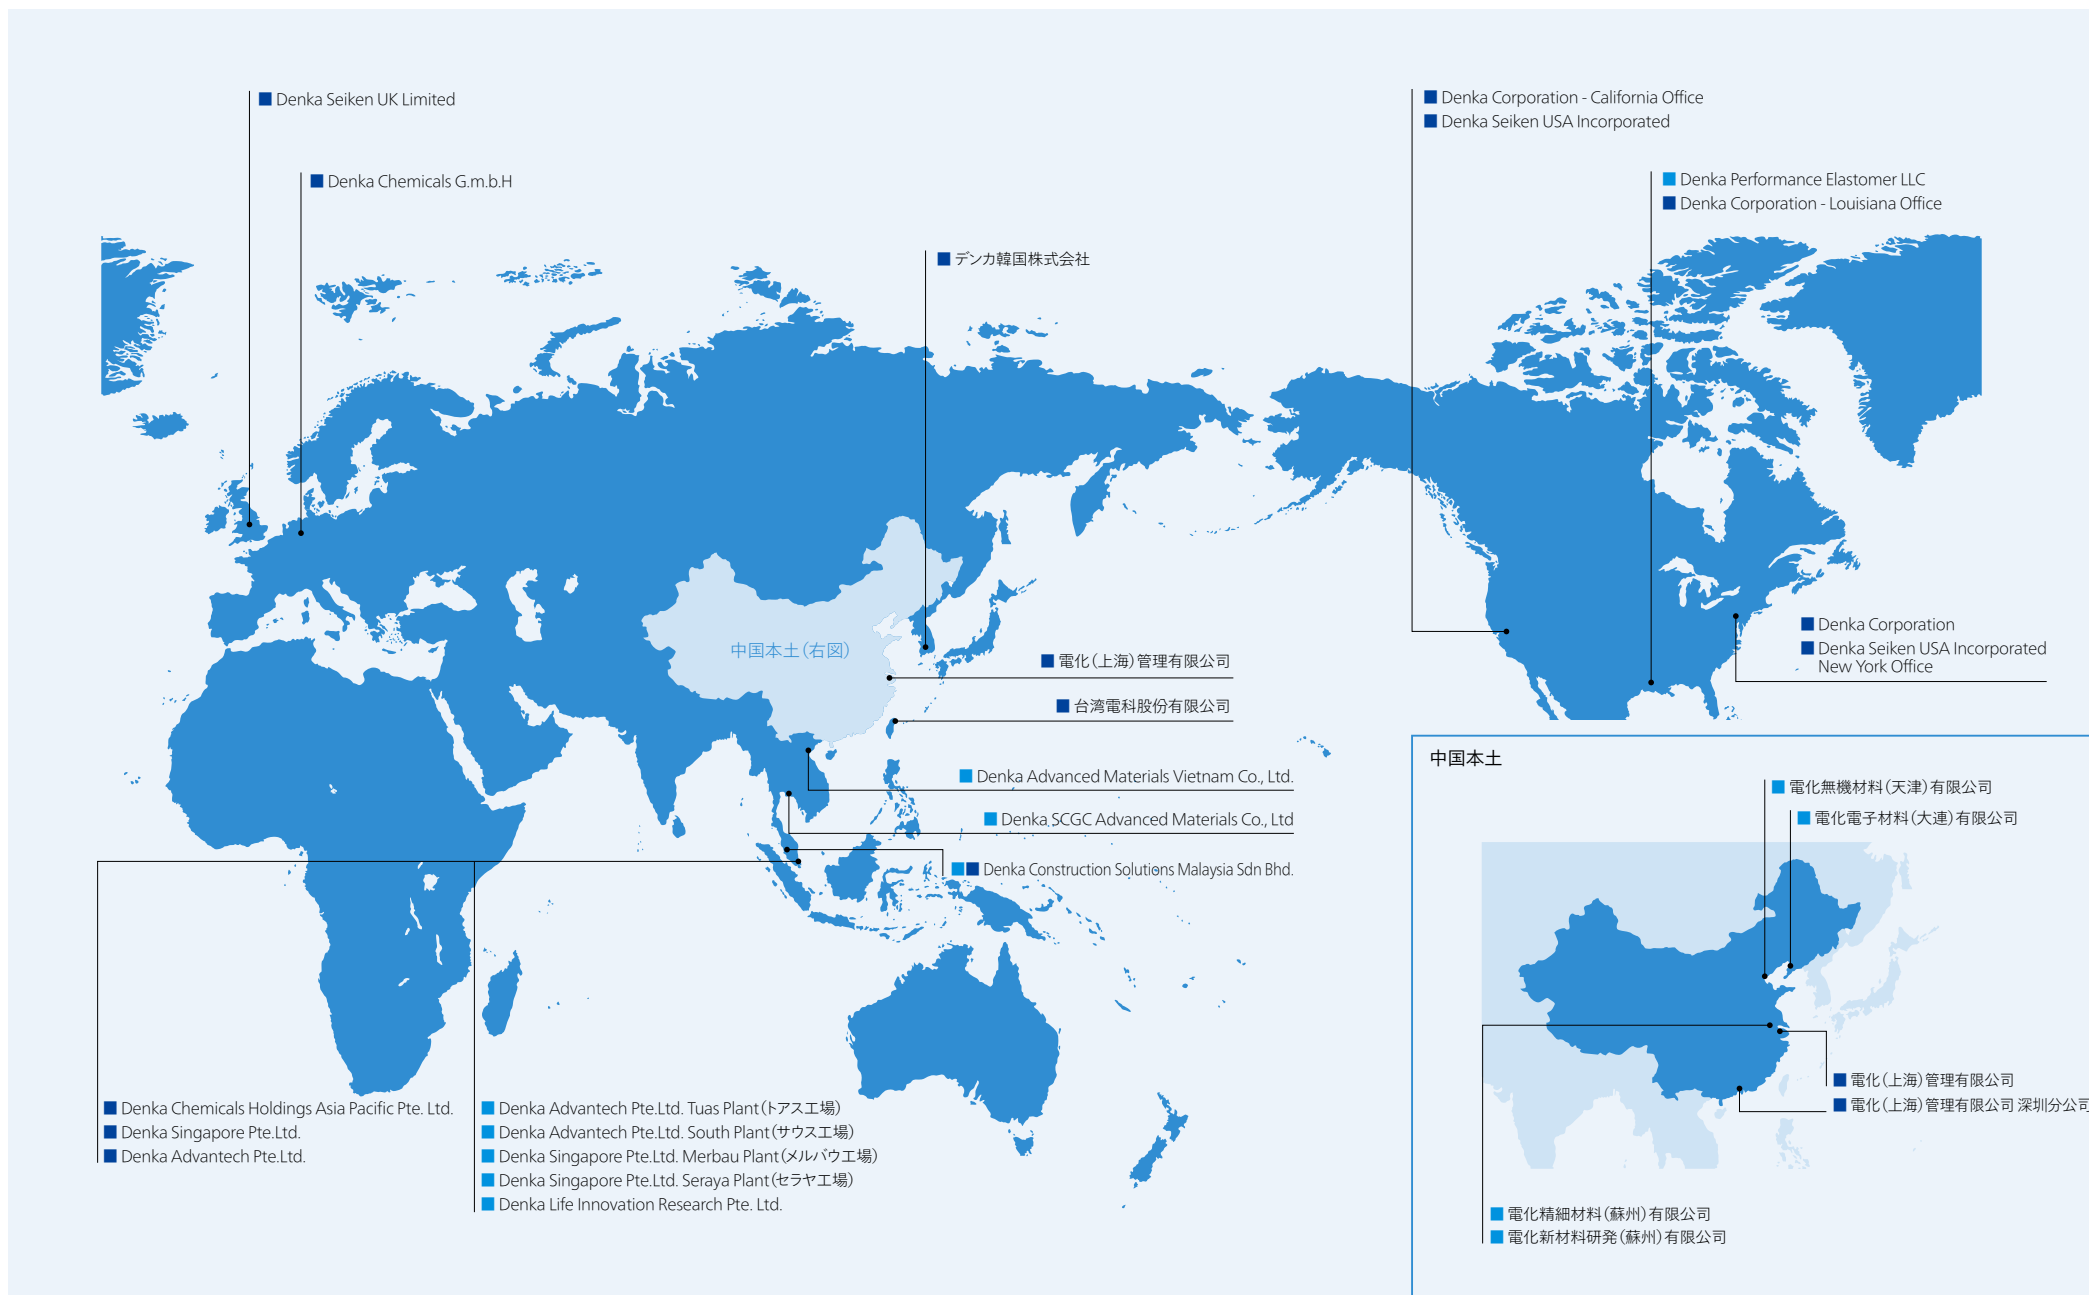 Denka Seiken UK Limited
Denka Chemicals G.m.b.H
デンカ韓国株式会社
Denka Corporation - California Office
Denka Seiken USA Incorporated
Denka Performance Elastomer LLC
Denka Corporation - Louisiana Office
Denka Corporation
Denka Seiken USA Incorporated
New York Office
中国本土（右図）
電化（上海）管理有限公司
台湾電科股份有限公司
Denka Advanced Materials Vietnam Co., Ltd.
Denka SCGC Advanced Materials Co., Ltd
Denka Construction Solutions Malaysia Sdn Bhd.
Denka Chemicals Holdings Asia Pacific Pte. Ltd.
Denka Singapore Pte.Ltd.
Denka Advantech Pte.Ltd.
Denka Advantech Pte.Ltd. Tuas Plant（トアス工場）
Denka Advantech Pte.Ltd. South Plant（サウス工場）
Denka Singapore Pte.Ltd. Merbau Plant（メルバウ工場）
Denka Singapore Pte.Ltd. Seraya Plant（セラヤ工場）
Denka Life Innovation Research Pte. Ltd.
中国本土
電化無機材料（天津）有限公司
電化電子材料（大連）有限公司
電化（上海）管理有限公司
電化（上海）管理有限公司 深圳分公司
電化精細材料（蘇州）有限公司
電化新材料研発（蘇州）有限公司